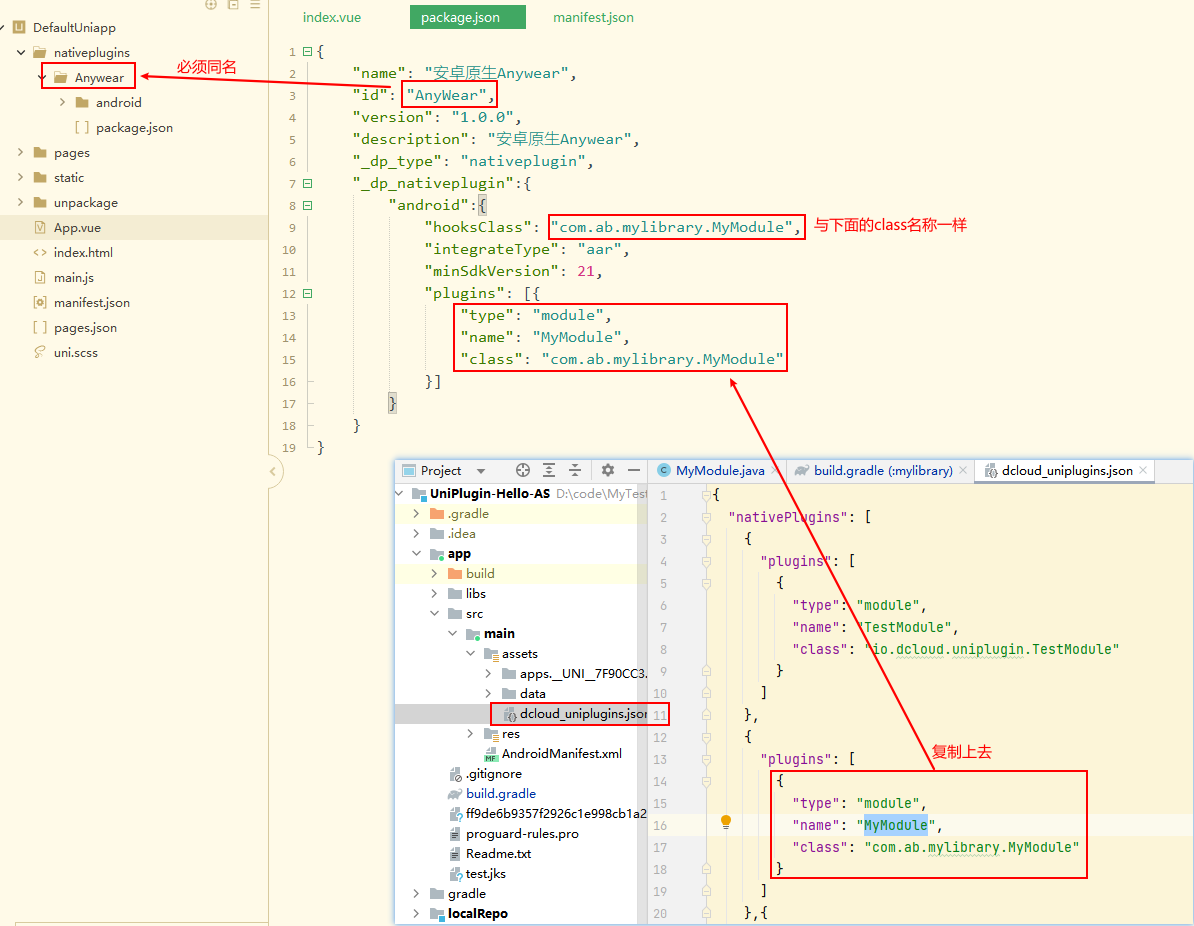 DefaultUniapp
nativeplugins
Anywear
android
package.json
pages
static
unpackage
App.vue
index.html
main.js
manifest.json
pages.json
uni.scss
必须同名
index.vue
package.json
manifest.json
1 {
2 "name": "安卓原生Anywear",
3 "id": "AnyWear",
4 "version": "1.0.0",
5 "description": "安卓原生Anywear",
6 "_dp_type": "nativeplugin",
7 "_dp_nativeplugin":{
8 "android":{
9 "hooksClass": "com.ab.mylibrary.MyModule",
与下面的class名称一样
10 "integrateType": "aar",
11 "minSdkVersion": 21,
12 "plugins": [{
13 "type": "module",
14 "name": "MyModule",
15 "class": "com.ab.mylibrary.MyModule"
16 }]
17 }
18 }
19 }
Project
UniPlugin-Hello-AS D:\code\MyTest
.gradle
.idea
app
build
libs
src
main
assets
apps.__UNI__7F90CC3.
data
dcloud_uniplugins.json
res
AndroidManifest.xml
.gitignore
build.gradle
ff9de6b9357f2926c1e998cb1a2
proguard-rules.pro
Readme.txt
test.jks
gradle
localRepo
MyModule.java
build.gradle (:mylibrary)
dcloud_uniplugins.json
1 {
2 "nativePlugins": [
3 {
4 "plugins": [
5 {
6 "type": "module",
7 "name": "TestModule",
8 "class": "io.dcloud.uniplugin.TestModule"
9 }
10 ]
11 },
12 {
13 "plugins": [
复制上去
14 {
15 "type": "module",
16 "name": "MyModule",
17 "class": "com.ab.mylibrary.MyModule"
18 }
19 ]
20 },{